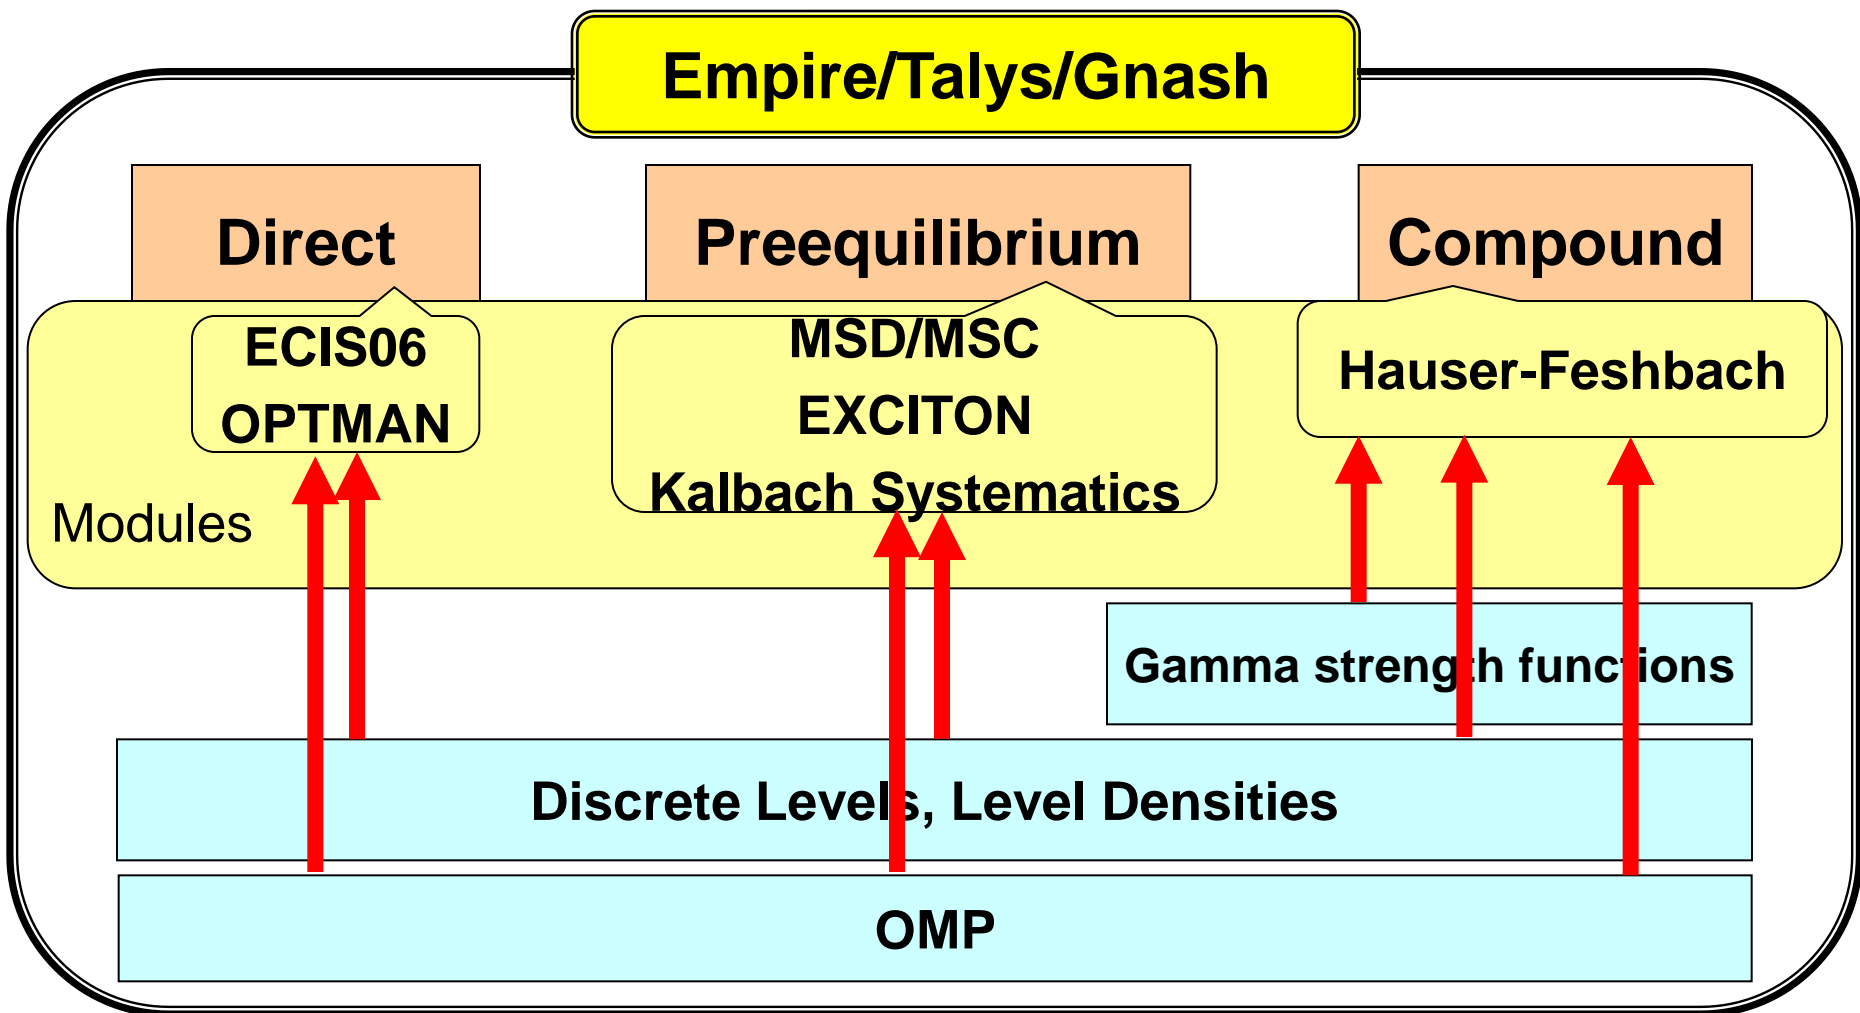 Empire/Talys/Gnash
Direct
Preequilibrium
Compound
ECIS06
OPTMAN
MSD/MSC
EXCITON
Kalbach Systematics
Hauser-Feshbach
Modules
Gamma strength functions
Discrete Levels, Level Densities
OMP